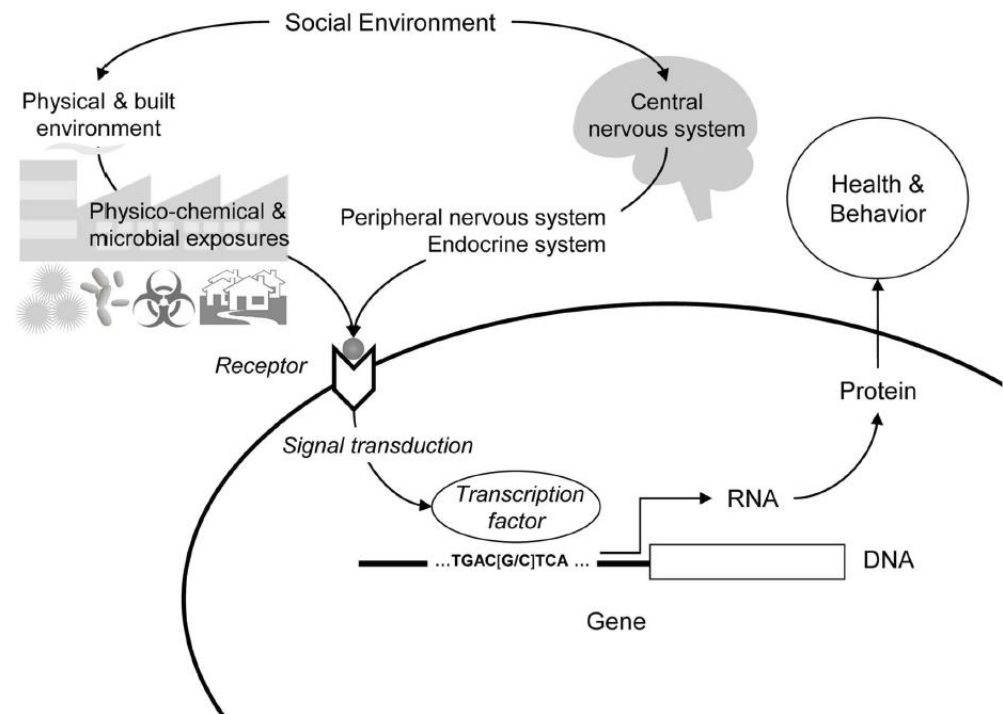 Social Environment
Physical & built
environment
Central
nervous system
Physico-chemical &
microbial exposures
Peripheral nervous system
Endocrine system
Health &
Behavior
Receptor
Protein
Signal transduction
Transcription
factor
RNA
...TGAC[G/C]TCA ...
DNA
Gene